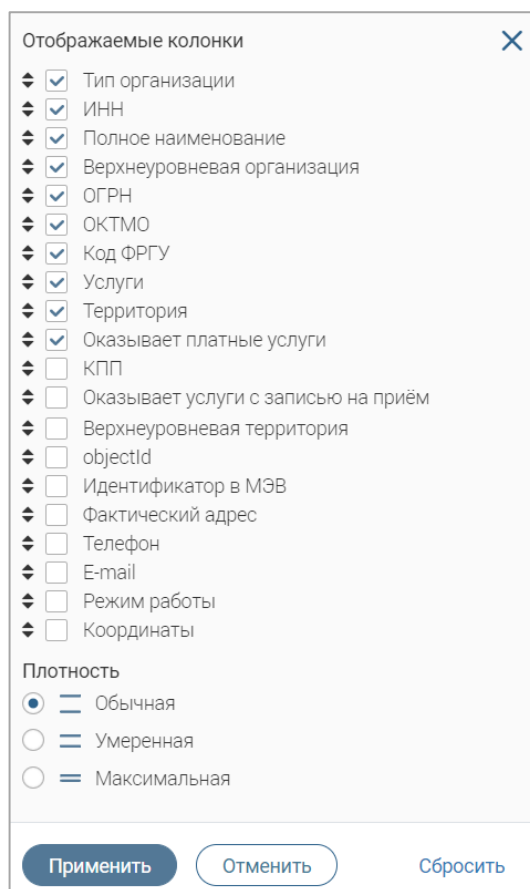 Отображаемые колонки
Тип организации
ИНН
Полное наименование
Верхнеуровневая организация
ОГРН
ОКТМО
Код ФРГУ
Услуги
Территория
Оказывает платные услуги
КПП
Оказывает услуги с записью на приём
Верхнеуровневая территория
objectId
Идентификатор в МЭВ
Фактический адрес
Телефон
E-mail
Режим работы
Координаты
Плотность
Обычная
Умеренная
Максимальная
Применить Отменить Сбросить